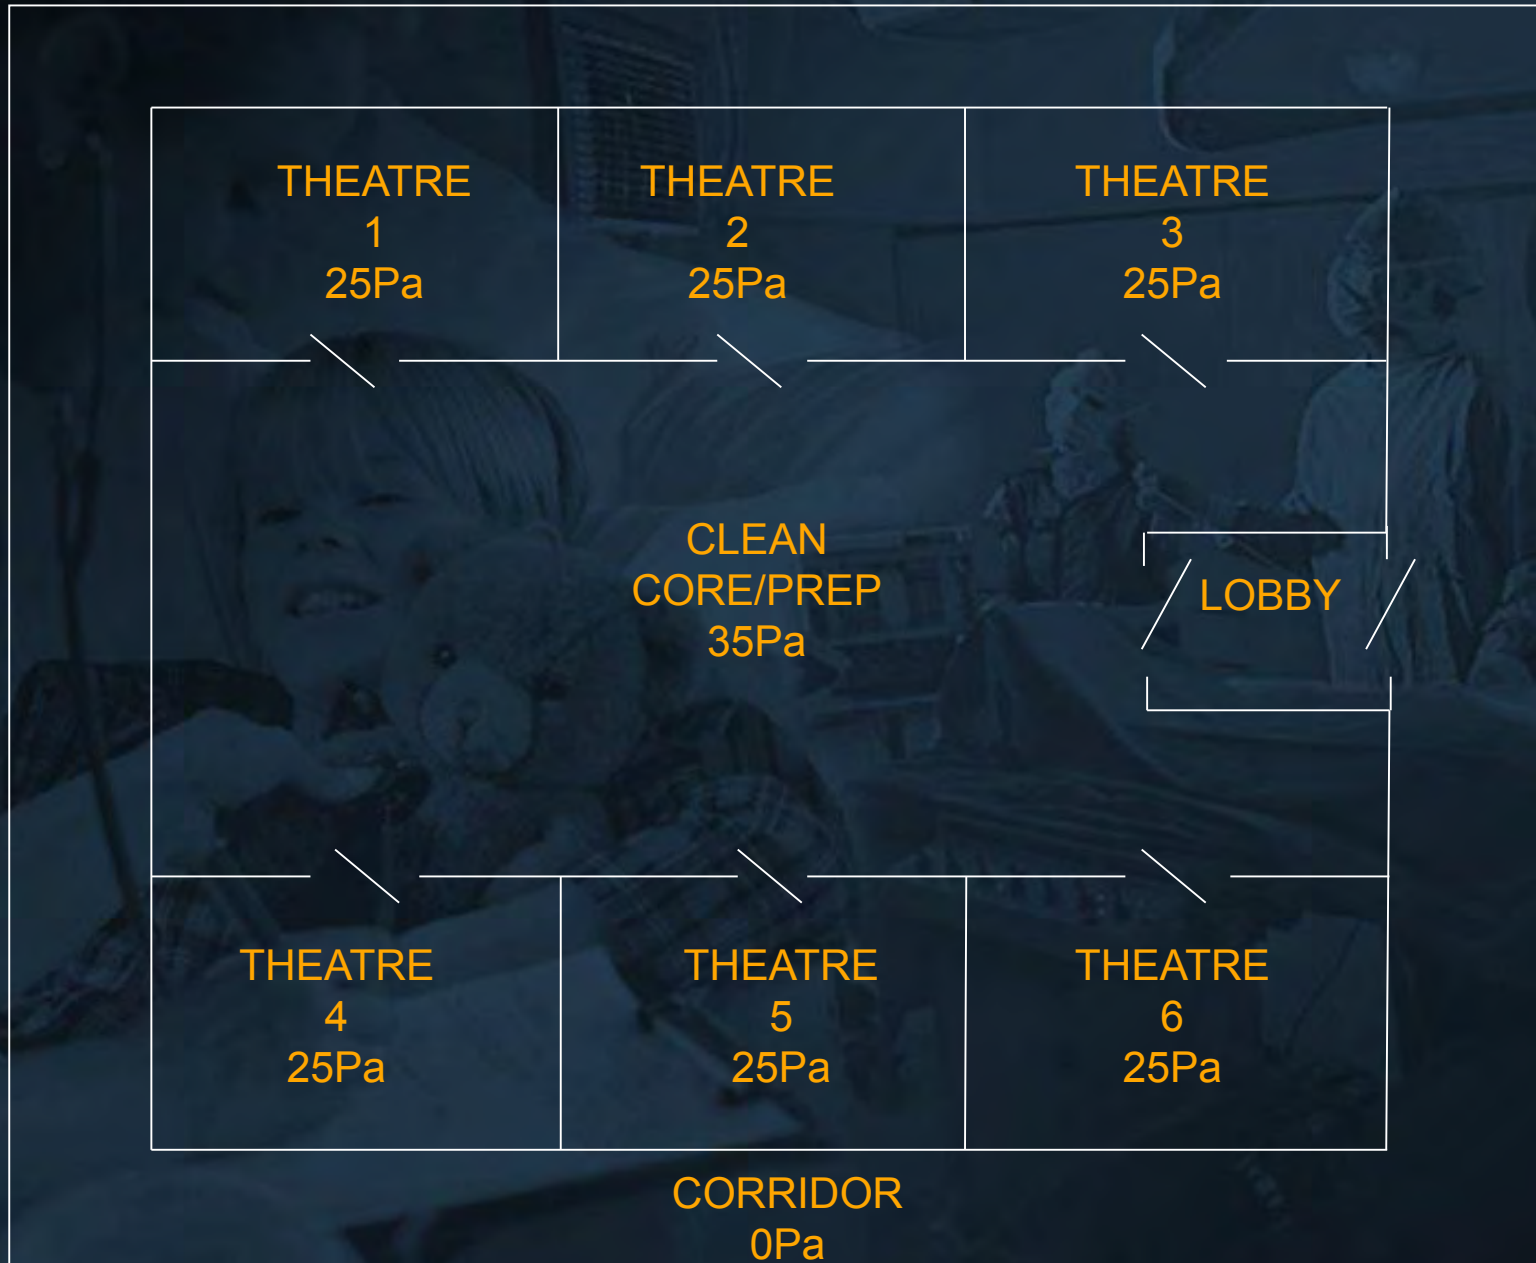 THEATRE
1
25Pa
THEATRE
2
25Pa
THEATRE
3
25Pa
CLEAN
CORE/PREP
35Pa
LOBBY
THEATRE
4
25Pa
THEATRE
5
25Pa
THEATRE
6
25Pa
CORRIDOR
0Pa